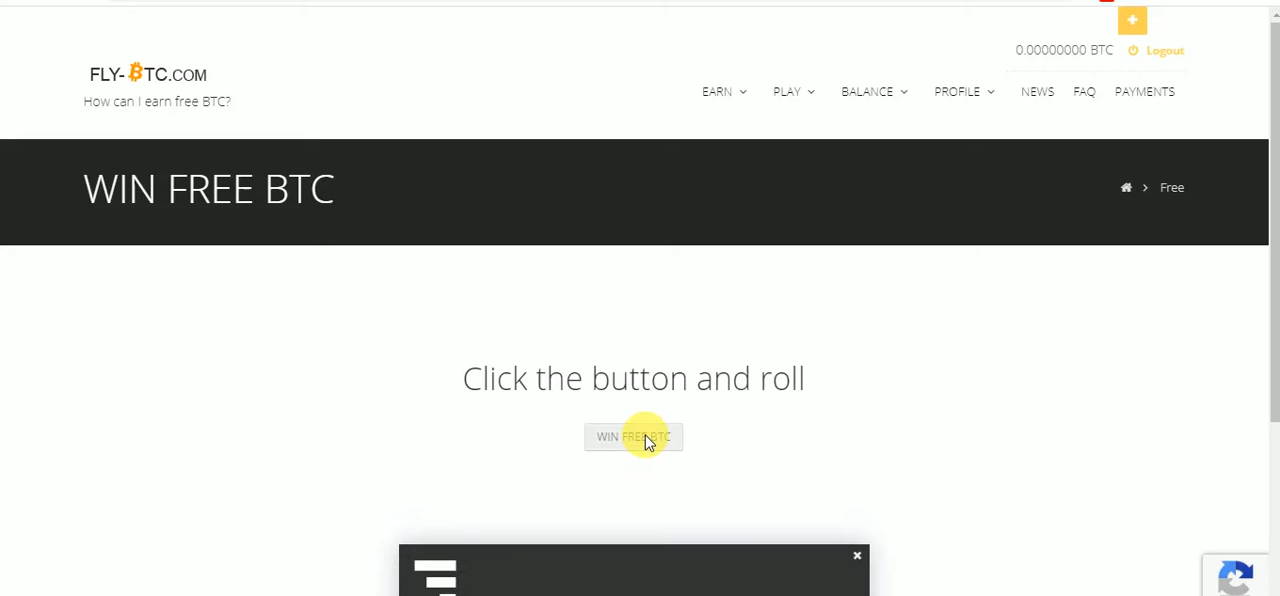 0.00000000 BTC Logout
FLY-BTC.COM
How can I earn free BTC?
EARN PLAY BALANCE PROFILE NEWS FAQ PAYMENTS
WIN FREE BTC
Free
Click the button and roll
WIN FREE BTC